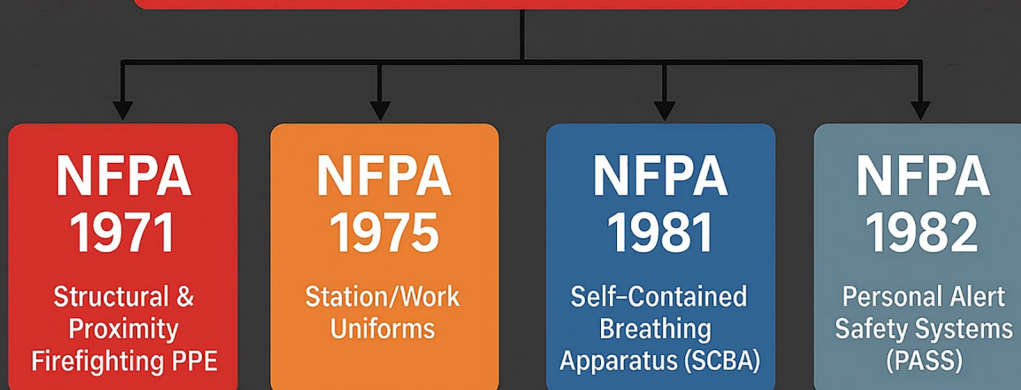 NFPA
1971
Structural &
Proximity
Firefighting PPE
NFPA
1975
Station/Work
Uniforms
NFPA
1981
Self-Contained
Breathing
Apparatus (SCBA)
NFPA
1982
Personal Alert
Safety Systems
(PASS)